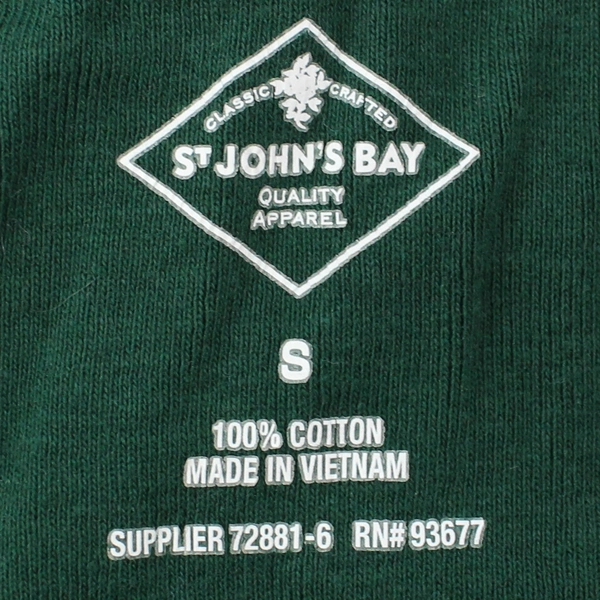 CLASSIC CRAFTED
ST JOHN'S BAY
QUALITY
APPAREL
S
100% COTTON
MADE IN VIETNAM
SUPPLIER 72881-6 RN# 93677